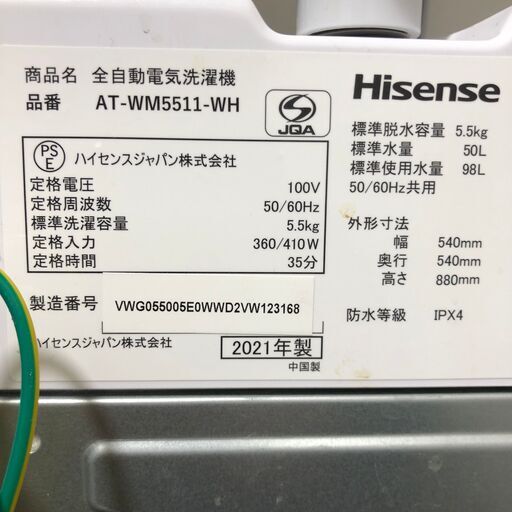 商品名 全自動電気洗濯機
品番 AT-WM5511-WH
JQA
Hisense
PS
E
ハイセンスジャパン株式会社
定格電圧 100V
定格周波数 50/60Hz
標準洗濯容量 5.5kg
定格入力 360/410W
定格時間 35分
標準脱水容量 5.5kg
標準水量 50L
標準使用水量 98L
50/60Hz共用
外形寸法
幅 540mm
奥行 540mm
高さ 880mm
防水等級 IPX4
製造番号 VWG055005E0WWD2VW123168
ハイセンスジャパン株式会社
2021年製
中国製